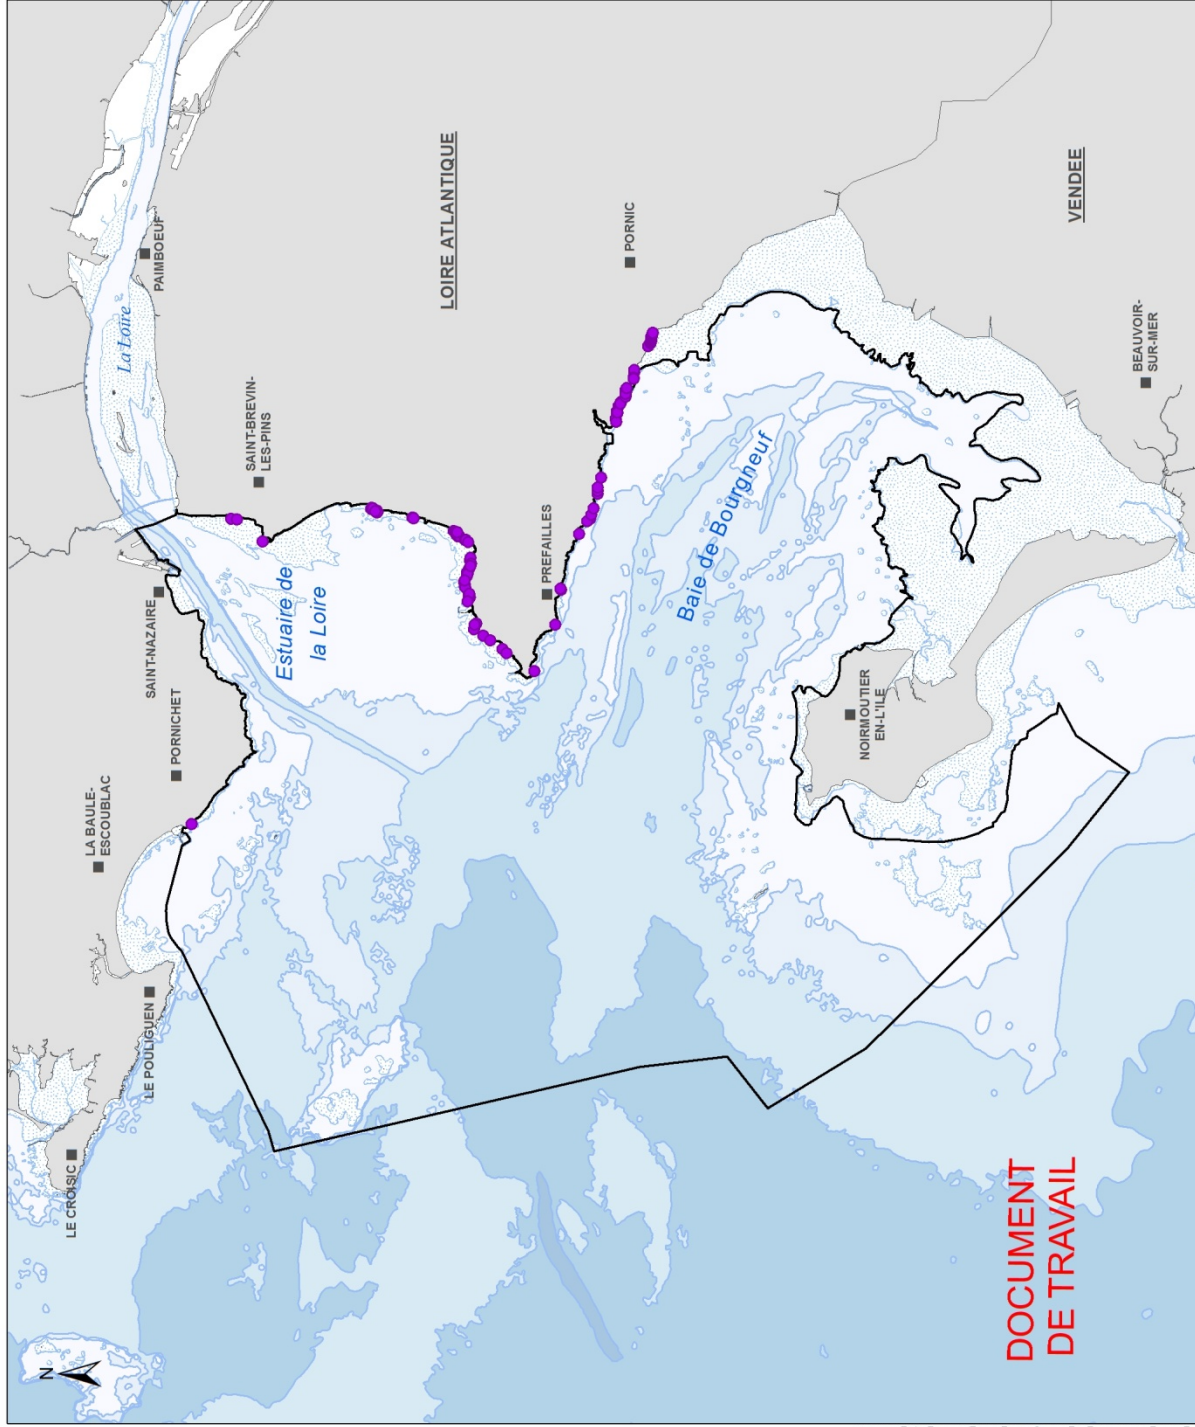 N
LE CROISIC
LE POULIGUEN
LA BAULE-
ESCOUBLAC
PORNICHET
SAINT-NAZAIRE
La Loire
PAIMBOEUF
SAINT-BREVIN-
LES-PINS
Estuaire de
la Loire
LOIRE ATLANTIQUE
PREFAILLES
PORNIC
Baie de Bourgneuf
NOIRMOUTIER
EN-L'ILE
VENDEE
BEAUVOIR-
SUR-MER
DOCUMENT
DE TRAVAIL